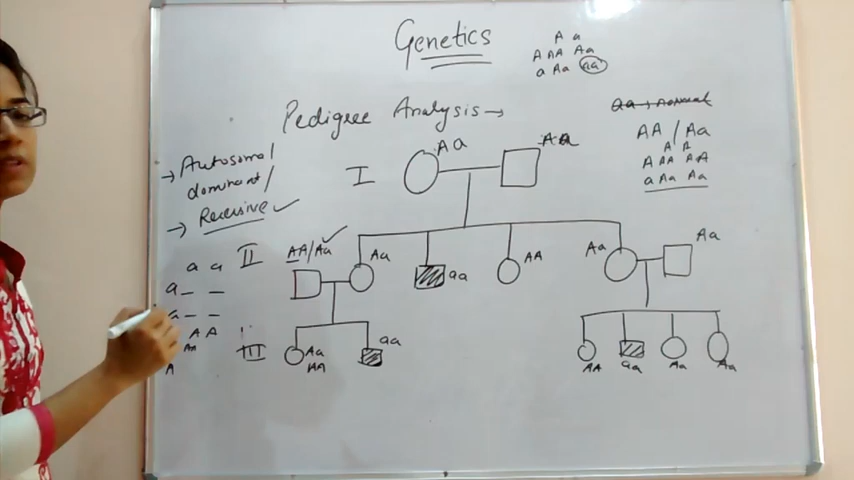 Genetics
A a
A AA Aa
a Aa aa
Pedigree Analysis →
aa → normal
AA / Aa
A A
A AA AA
a Aa Aa
→ Autosomal
dominant /
→ Recessive ✓
I
Aa
Aa
II
AA/Aa ✓
Aa
aa
AA
Aa
Aa
a a
a _ _
a _ _
A A
Aa
A
III
Aa
AA
aa
AA
aa
Aa
Aa